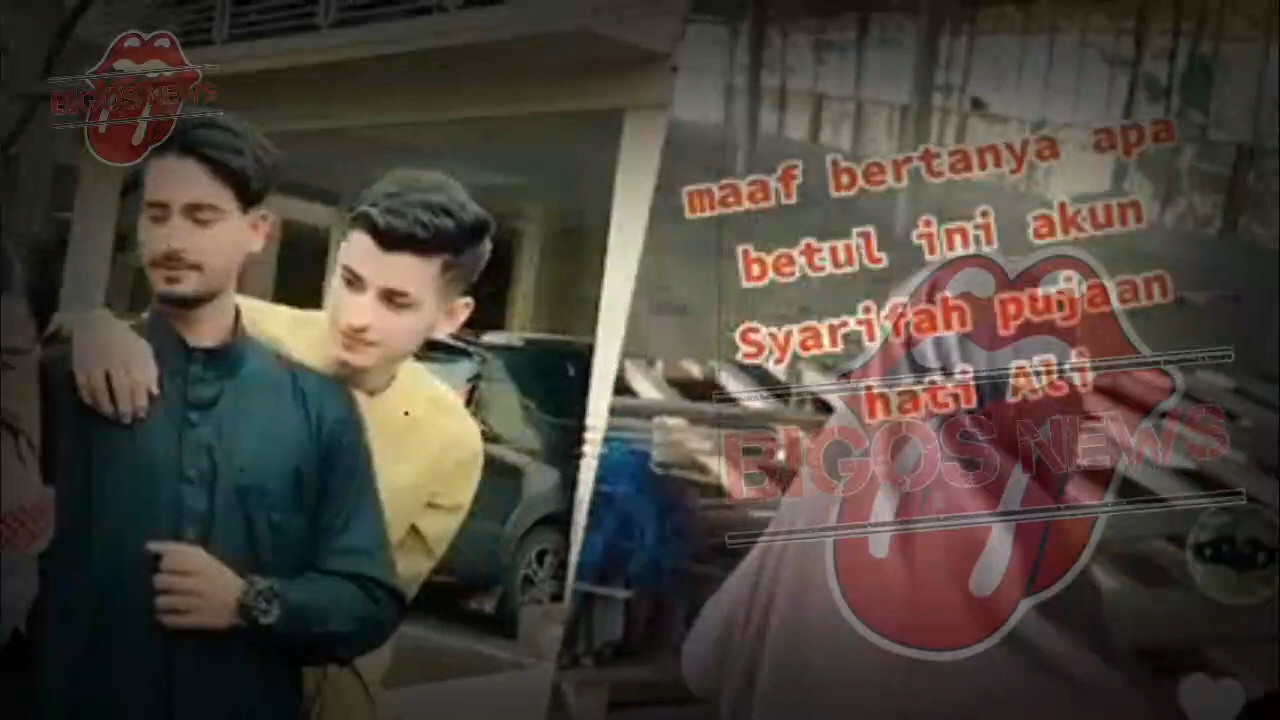 BIGOS NEWS
maaf bertanya apa
betul ini akun
Syarifah pujaan
hati Ali
BIGOS NEWS